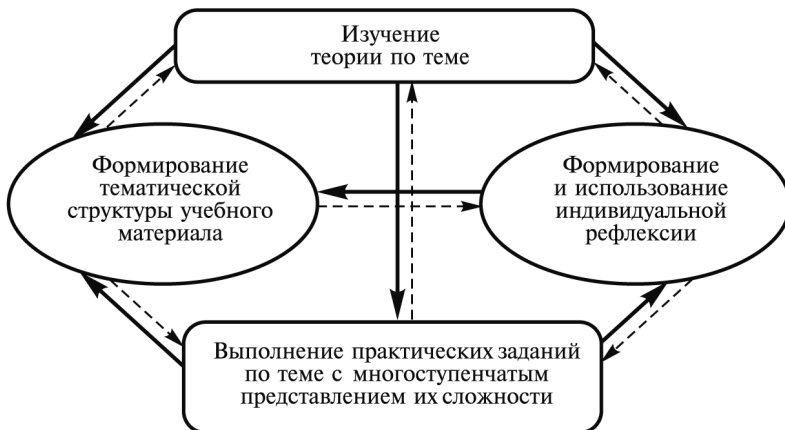 Изучение
теории по теме
Формирование
тематической
структуры учебного
материала
Формирование
и использование
индивидуальной
рефлексии
Выполнение практических заданий
по теме с многоступенчатым
представлением их сложности